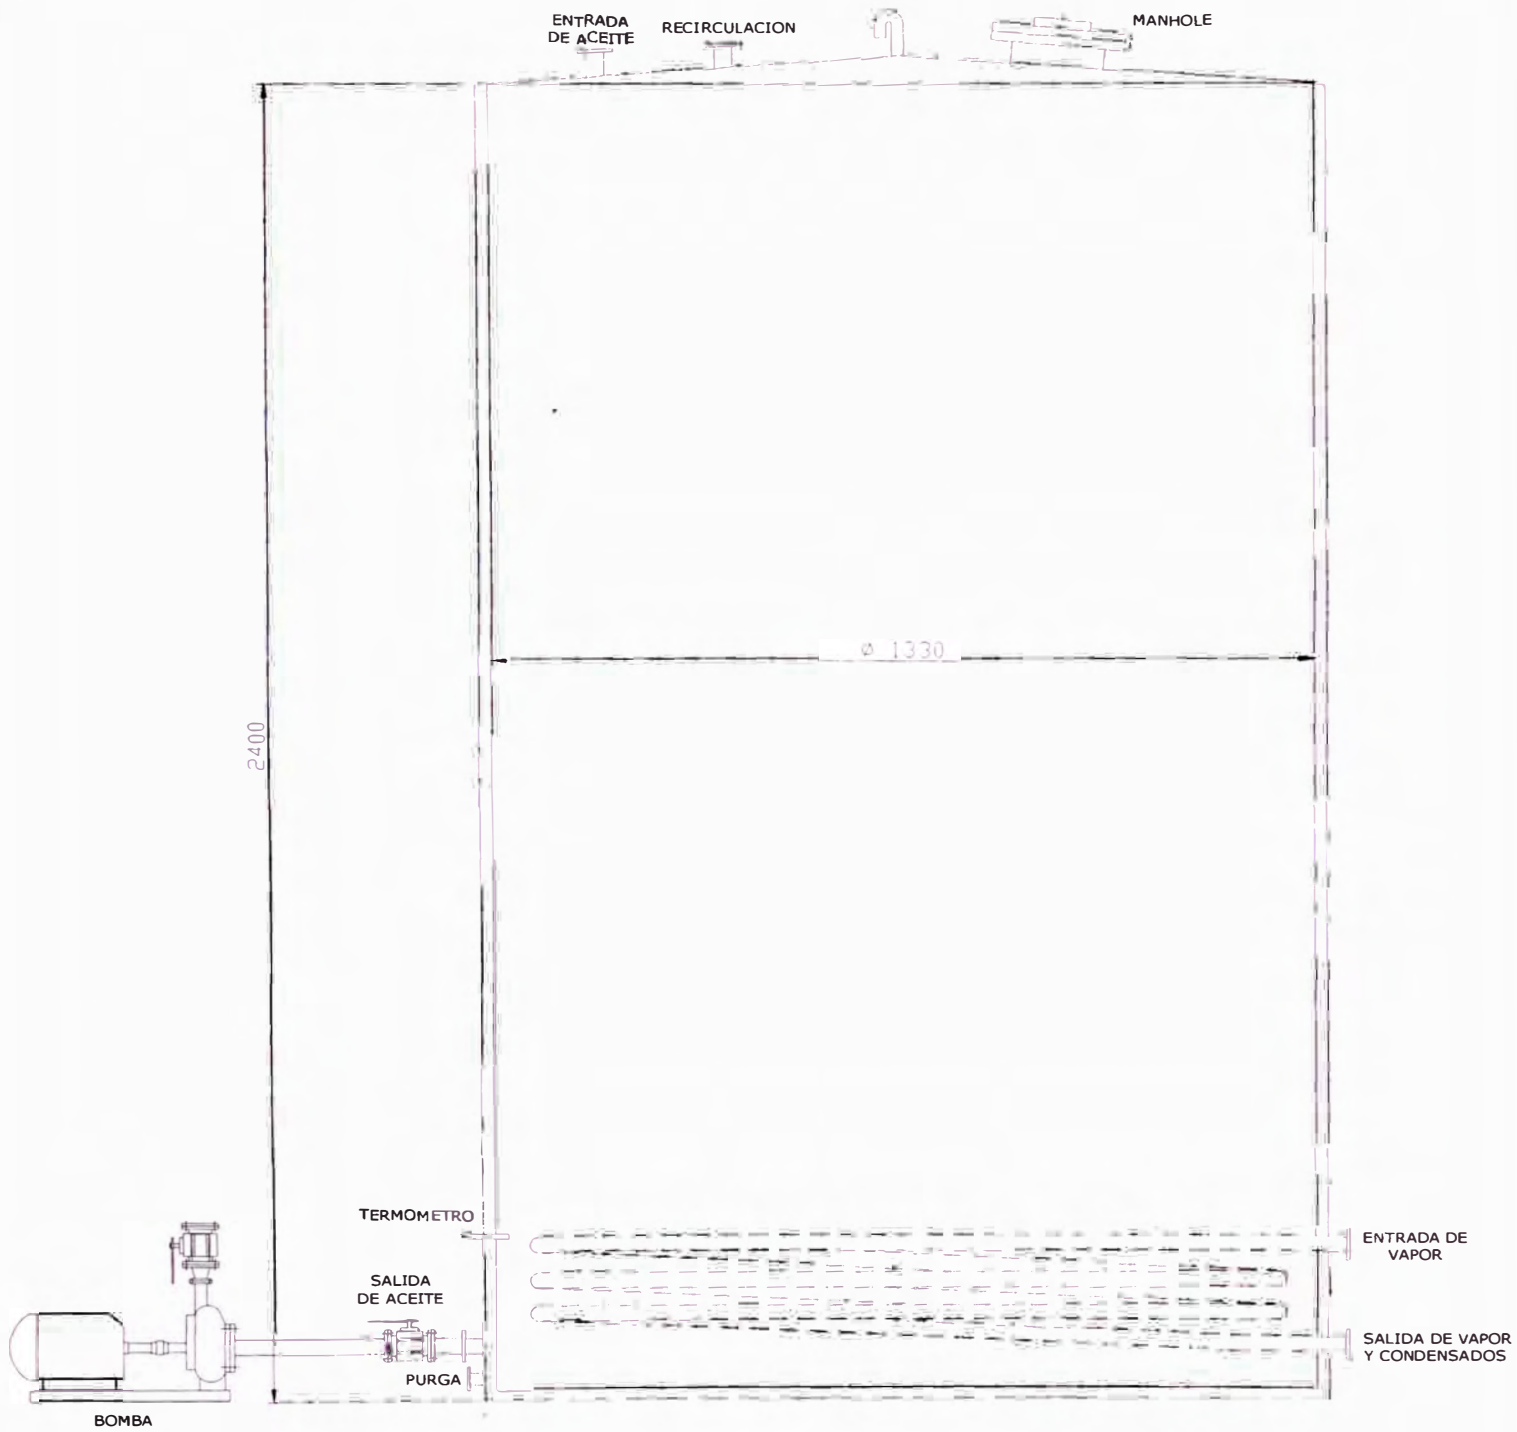 ENTRADA
DE ACEITE
RECIRCULACION
MANHOLE
Ø 1330
2400
TERMOMETRO
ENTRADA DE
VAPOR
SALIDA
DE ACEITE
SALIDA DE VAPOR
Y CONDENSADOS
PURGA
BOMBA